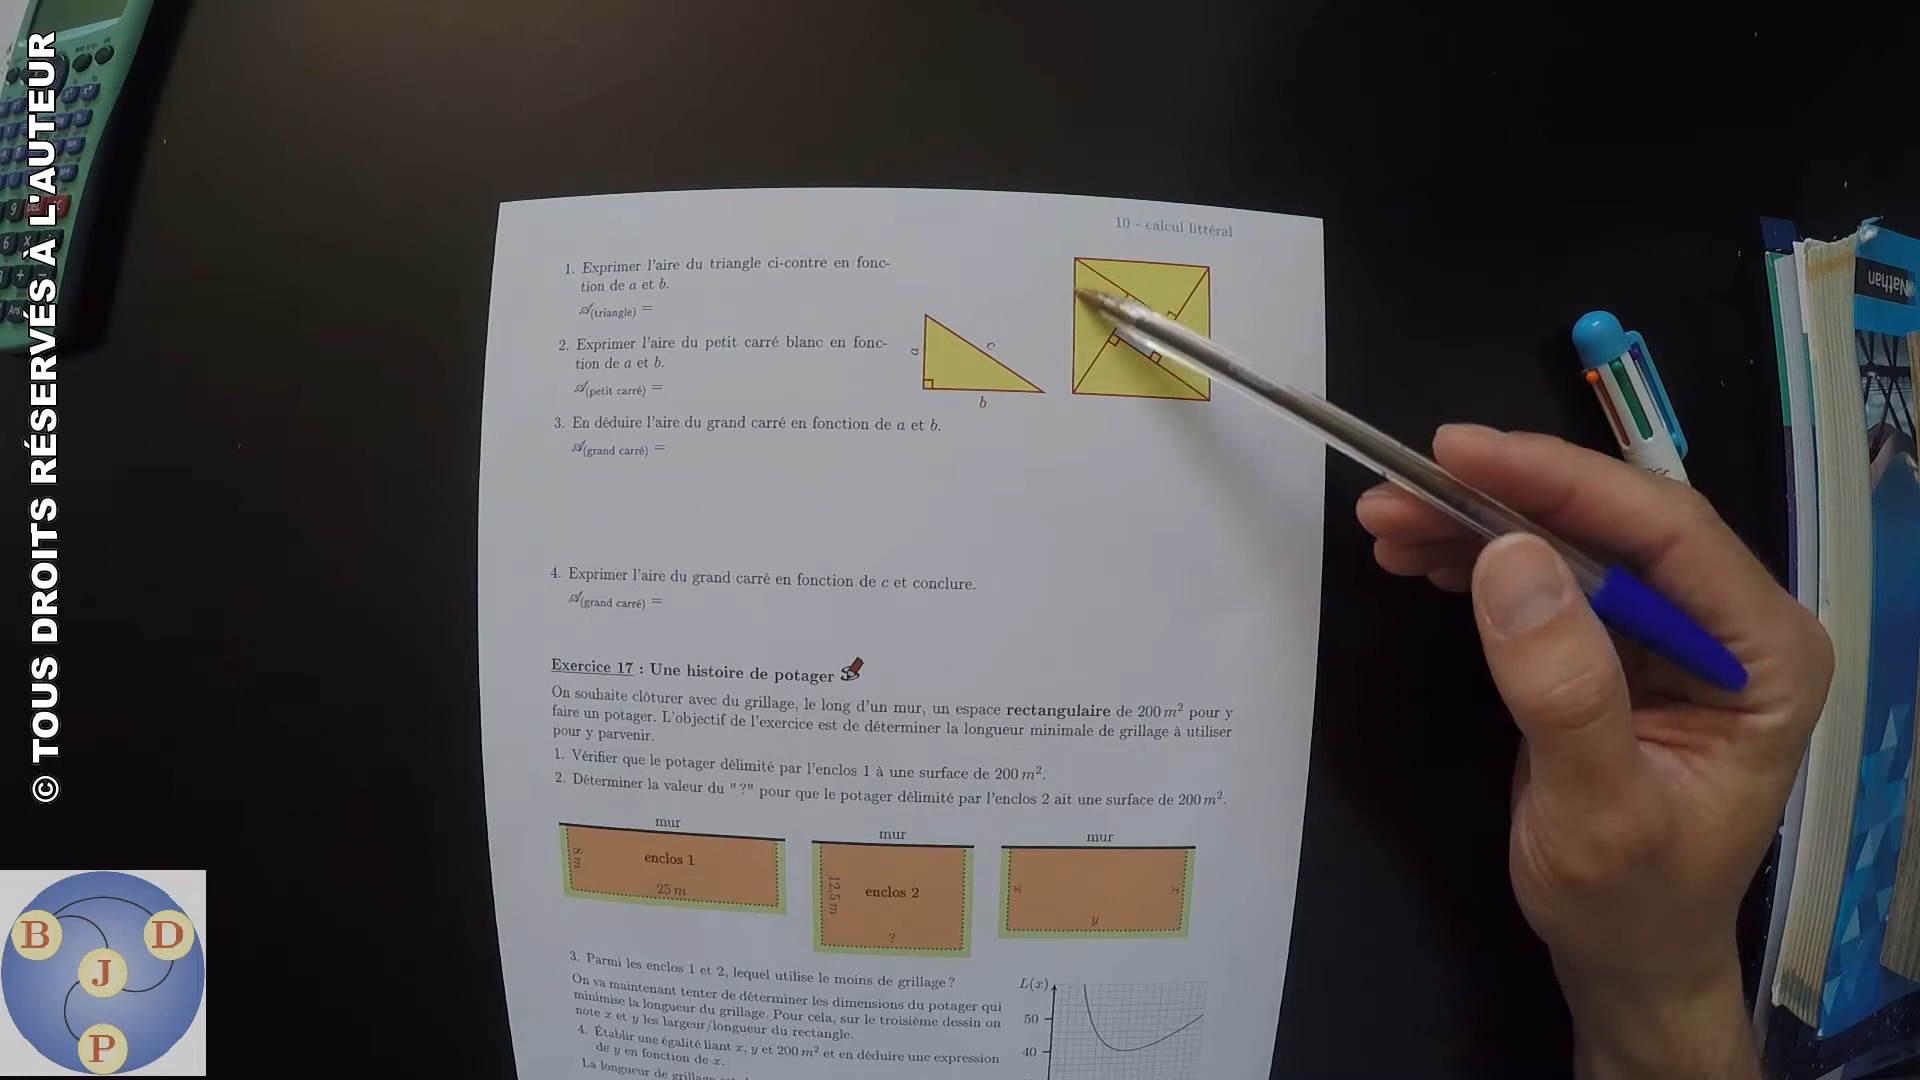 © TOUS DROITS RÉSERVÉS À L'AUTEUR
10 - calcul littéral
1. Exprimer l'aire du triangle ci-contre en fonc-
tion de a et b.
𝒜(triangle) =
2. Exprimer l'aire du petit carré blanc en fonc-
tion de a et b.
𝒜(petit carré) =
a
c
b
3. En déduire l'aire du grand carré en fonction de a et b.
𝒜(grand carré) =
4. Exprimer l'aire du grand carré en fonction de c et conclure.
𝒜(grand carré) =
Exercice 17 : Une histoire de potager
On souhaite clôturer avec du grillage, le long d'un mur, un espace rectangulaire de 200 m² pour y
faire un potager. L'objectif de l'exercice est de déterminer la longueur minimale de grillage à utiliser
pour y parvenir.
1. Vérifier que le potager délimité par l'enclos 1 à une surface de 200 m².
2. Déterminer la valeur du "?" pour que le potager délimité par l'enclos 2 ait une surface de 200 m².
mur
8 m
enclos 1
25 m
mur
12,5 m
enclos 2
?
mur
x
x
y
3. Parmi les enclos 1 et 2, lequel utilise le moins de grillage ?
On va maintenant tenter de déterminer les dimensions du potager qui
minimise la longueur du grillage. Pour cela, sur le troisième dessin on
note x et y les largeur/longueur du rectangle.
4. Établir une égalité liant x, y et 200 m² et en déduire une expression
de y en fonction de x.
La longueur de grillage
L(x)
50
40
Nathan
B
D
J
P